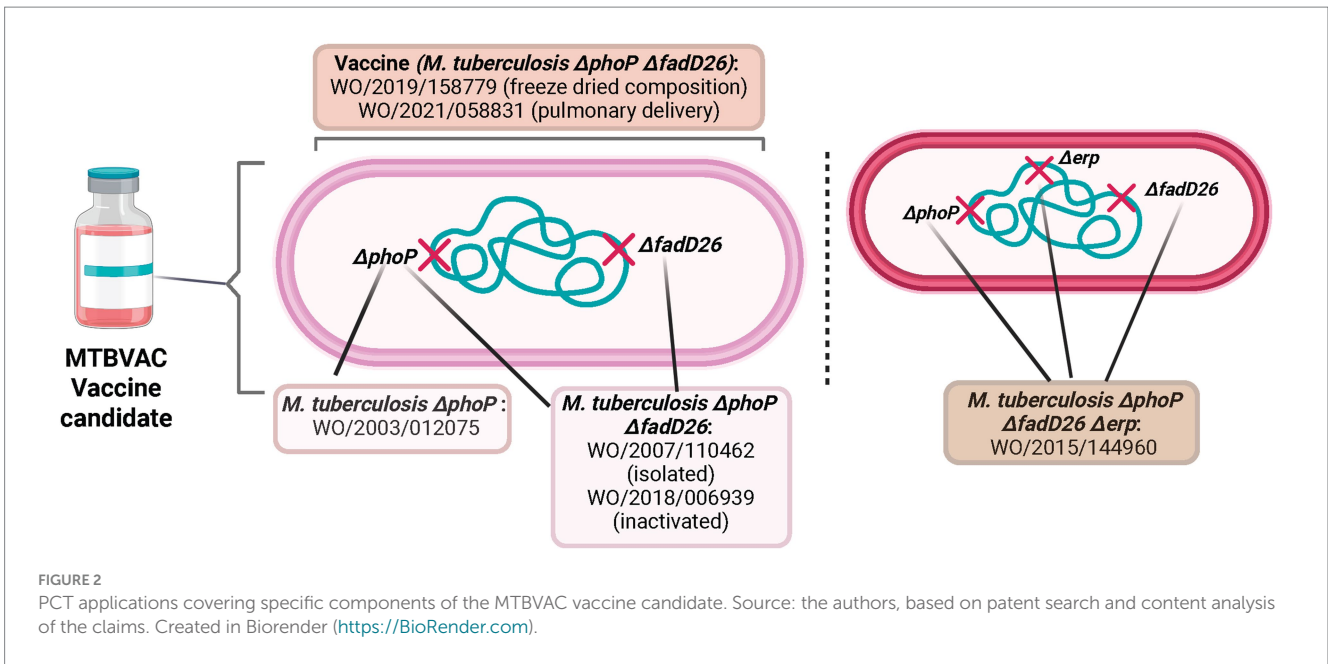 Vaccine (M. tuberculosis ΔphoP ΔfadD26):
WO/2019/158779 (freeze dried composition)
WO/2021/058831 (pulmonary delivery)
MTBVAC
Vaccine
candidate
ΔphoP
ΔfadD26
M. tuberculosis ΔphoP :
WO/2003/012075
M. tuberculosis ΔphoP
ΔfadD26:
WO/2007/110462
(isolated)
WO/2018/006939
(inactivated)
Δerp
ΔphoP
ΔfadD26
M. tuberculosis ΔphoP
ΔfadD26 Δerp:
WO/2015/144960
FIGURE 2
PCT applications covering specific components of the MTBVAC vaccine candidate. Source: the authors, based on patent search and content analysis
of the claims. Created in Biorender (https://BioRender.com).